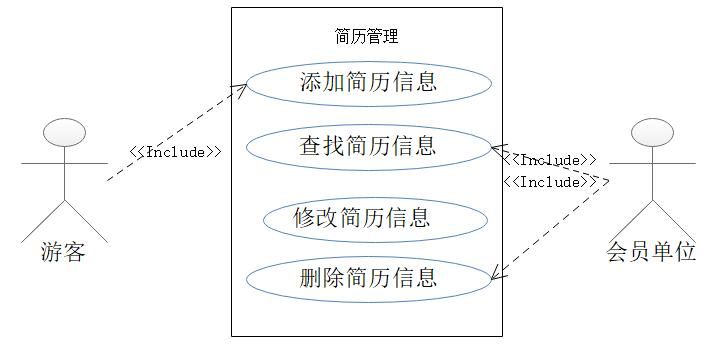 简历管理
添加简历信息
<<Include>>
查找简历信息
<<Include>>
<<Include>>
修改简历信息
游客
会员单位
删除简历信息